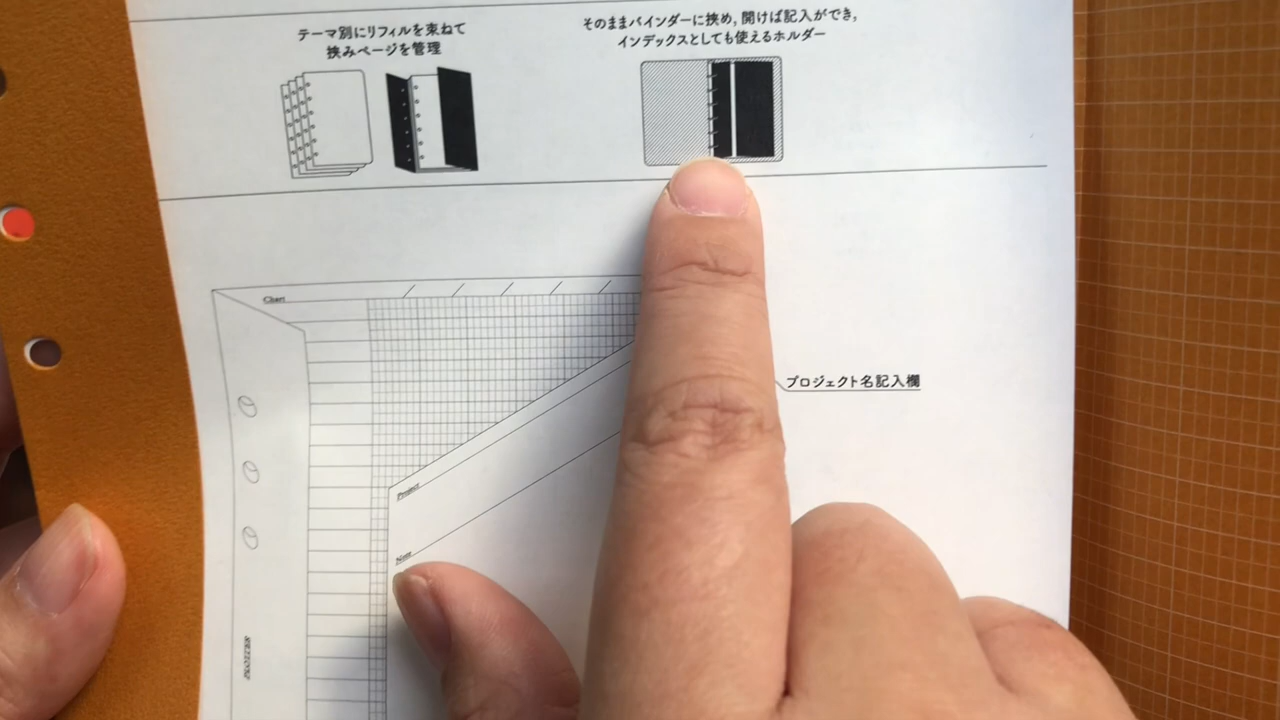 テーマ別にリフィルを束ねて
挟みページを管理
そのままバインダーに挟め,開けば記入ができ,
インデックスとしても使えるホルダー
Chart
プロジェクト名記入欄
Project
Note